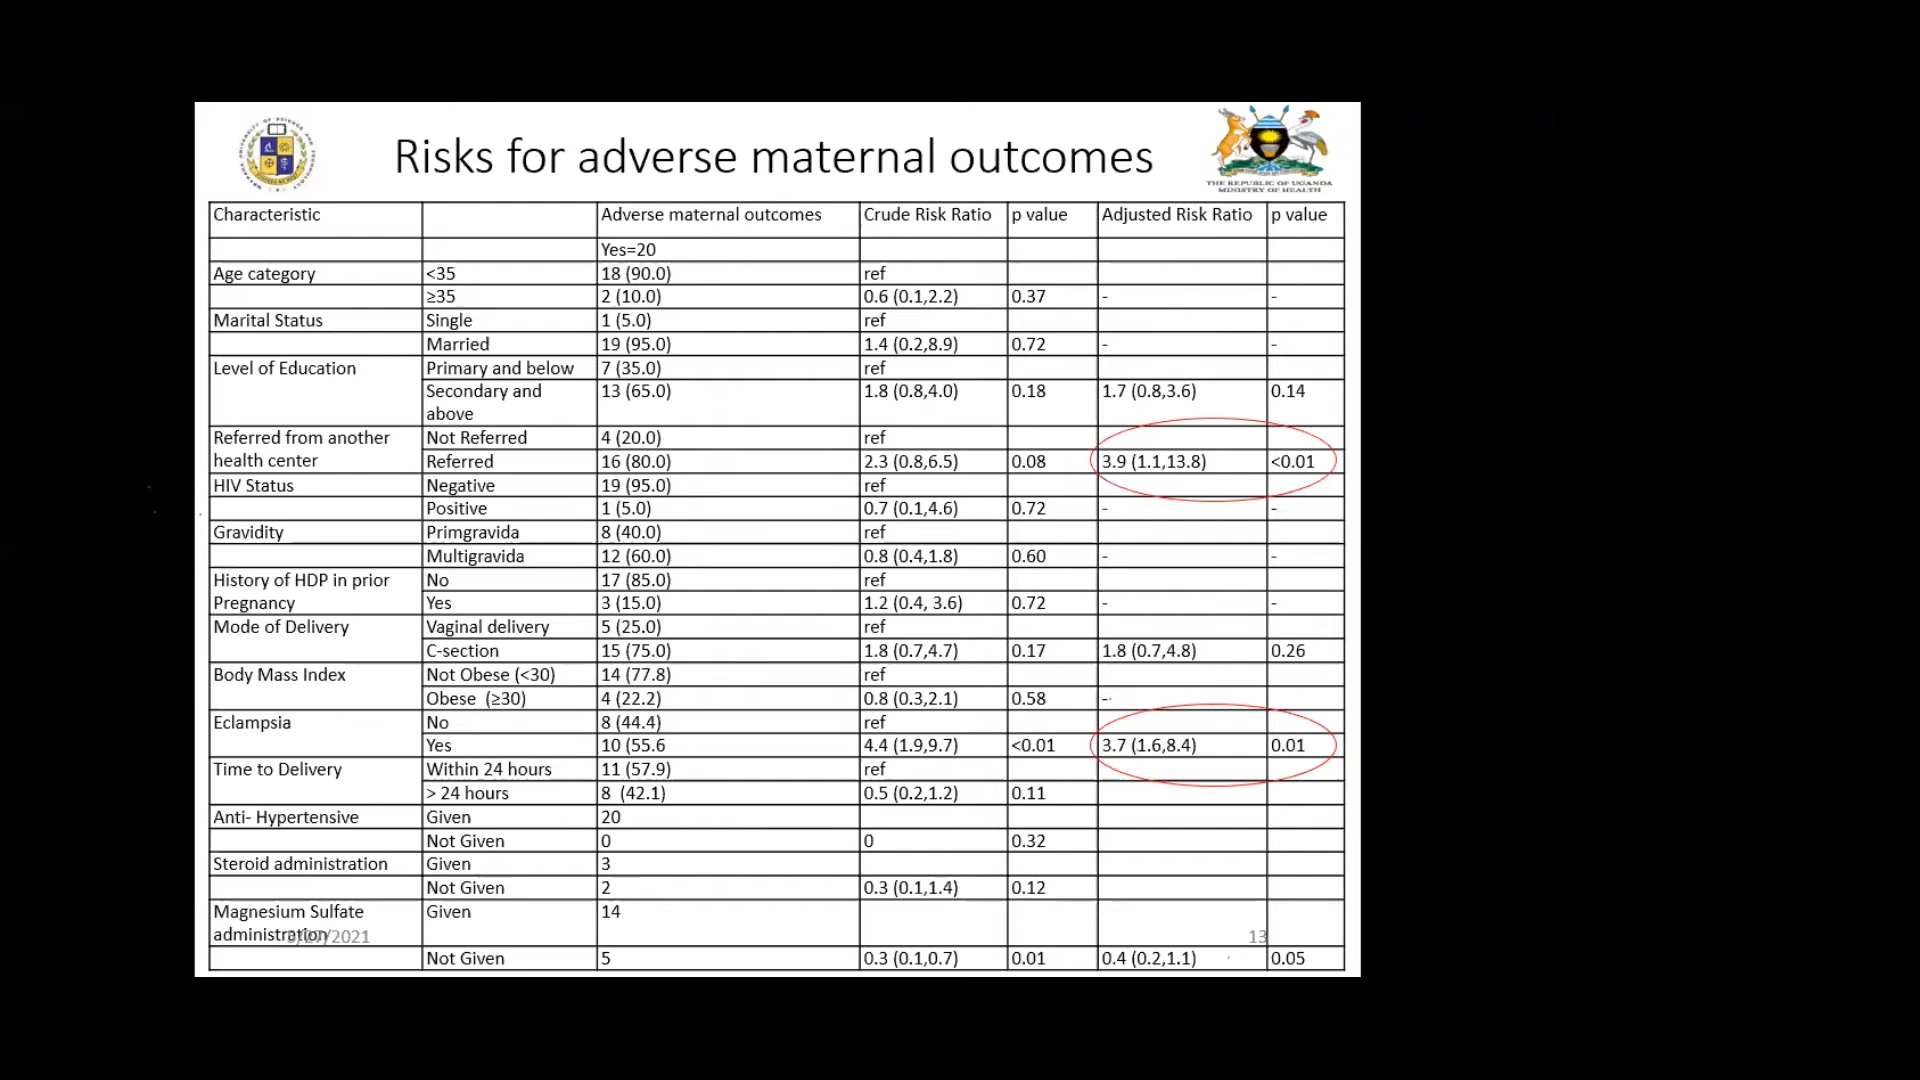 Risks for adverse maternal outcomes
THE REPUBLIC OF UGANDA
MINISTRY OF HEALTH
Characteristic Adverse maternal outcomes Crude Risk Ratio p value Adjusted Risk Ratio p value
Yes=20
Age category <35 18 (90.0) ref
≥35 2 (10.0) 0.6 (0.1,2.2) 0.37 - -
Marital Status Single 1 (5.0) ref
Married 19 (95.0) 1.4 (0.2,8.9) 0.72 - -
Level of Education Primary and below 7 (35.0) ref
Secondary and 13 (65.0) 1.8 (0.8,4.0) 0.18 1.7 (0.8,3.6) 0.14
above
Referred from another Not Referred 4 (20.0) ref
health center Referred 16 (80.0) 2.3 (0.8,6.5) 0.08 3.9 (1.1,13.8) <0.01
HIV Status Negative 19 (95.0) ref
Positive 1 (5.0) 0.7 (0.1,4.6) 0.72 - -
Gravidity Primgravida 8 (40.0) ref
Multigravida 12 (60.0) 0.8 (0.4,1.8) 0.60 - -
History of HDP in prior No 17 (85.0) ref
Pregnancy Yes 3 (15.0) 1.2 (0.4, 3.6) 0.72 - -
Mode of Delivery Vaginal delivery 5 (25.0) ref
C-section 15 (75.0) 1.8 (0.7,4.7) 0.17 1.8 (0.7,4.8) 0.26
Body Mass Index Not Obese (<30) 14 (77.8) ref
Obese (≥30) 4 (22.2) 0.8 (0.3,2.1) 0.58 -
Eclampsia No 8 (44.4) ref
Yes 10 (55.6 4.4 (1.9,9.7) <0.01 3.7 (1.6,8.4) 0.01
Time to Delivery Within 24 hours 11 (57.9) ref
> 24 hours 8 (42.1) 0.5 (0.2,1.2) 0.11
Anti- Hypertensive Given 20
Not Given 0 0 0.32
Steroid administration Given 3
Not Given 2 0.3 (0.1,1.4) 0.12
Magnesium Sulfate Given 14
administration 5/27/2021 13
Not Given 5 0.3 (0.1,0.7) 0.01 0.4 (0.2,1.1) 0.05